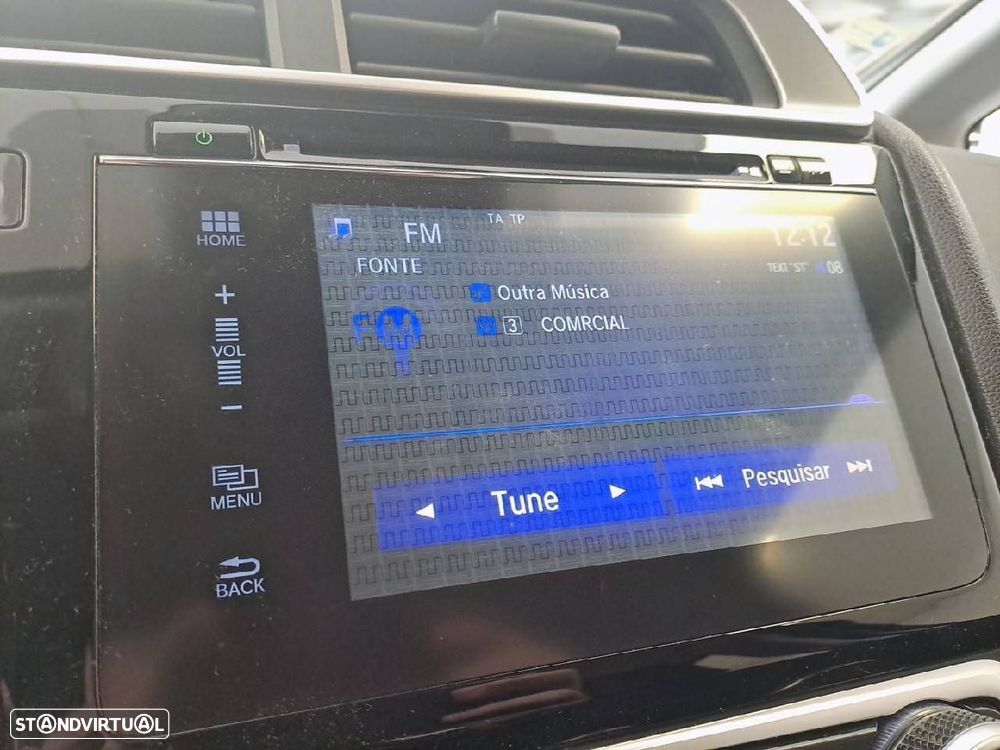 HOME
+
VOL
−
MENU
BACK
TA TP
FM
12:12
FONTE
TEXT "ST" 08
Outra Música
FM
3 COMRCIAL
◄ Tune ►
Pesquisar
STANDVIRTUAL